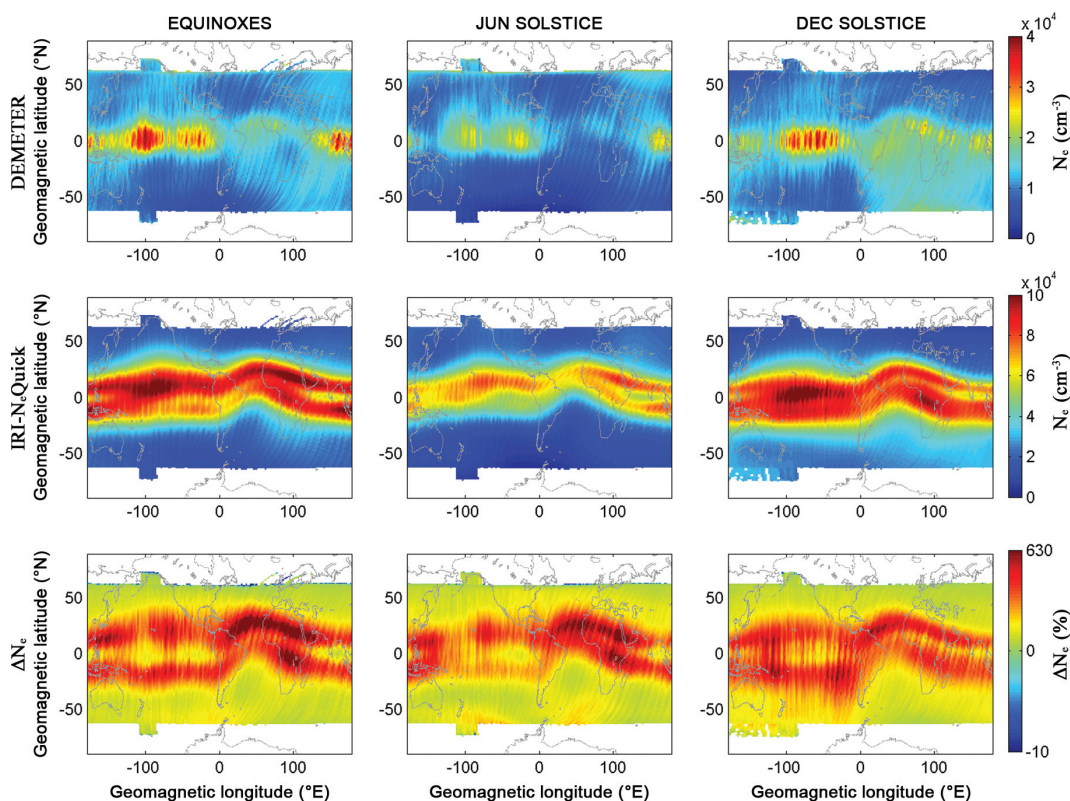 EQUINOXES
JUN SOLSTICE
DEC SOLSTICE
DEMETER
Geomagnetic latitude (°N)
50
0
-50
-100
0
100
-100
0
100
-100
0
100
x 10⁴
4
3
2
1
0
Nₑ (cm⁻³)
IRI-NₑQuick
Geomagnetic latitude (°N)
50
0
-50
-100
0
100
-100
0
100
-100
0
100
x 10⁴
10
8
6
4
2
0
Nₑ (cm⁻³)
ΔNₑ
Geomagnetic latitude (°N)
50
0
-50
-100
0
100
-100
0
100
-100
0
100
630
0
-10
ΔNₑ (%)
Geomagnetic longitude (°E)
Geomagnetic longitude (°E)
Geomagnetic longitude (°E)